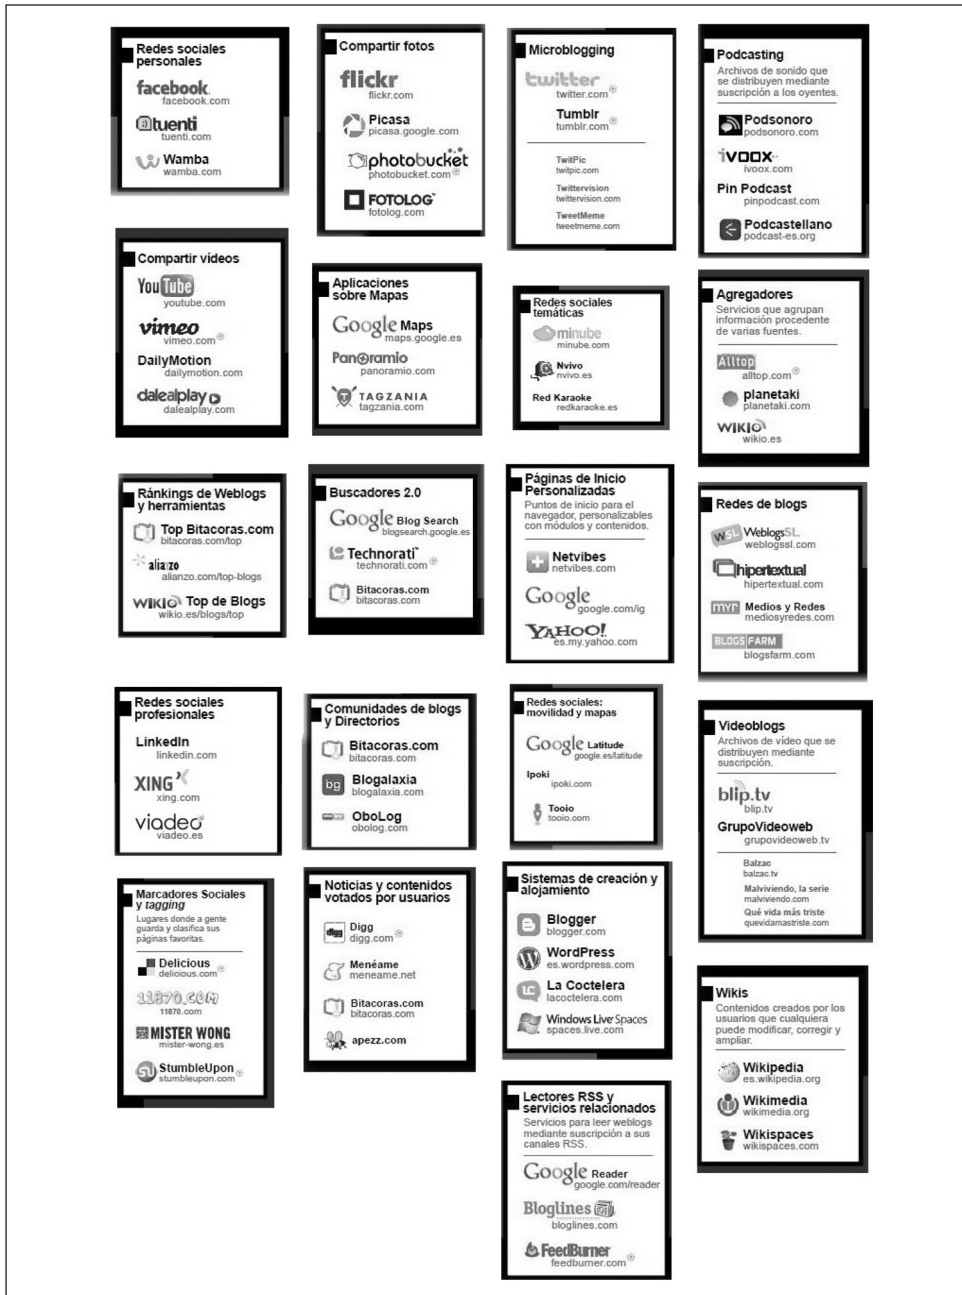 Redes sociales
personales
facebook.
facebook.com
tuenti
tuenti.com
Wamba
wamba.com
Compartir fotos
flickr
flickr.com
Picasa
picasa.google.com
photobucket
photobucket.com
FOTOLOG
fotolog.com
Microblogging
twitter
twitter.com
Tumblr
tumblr.com
TwitPic
twitpic.com
Twittervision
twittervision.com
TweetMeme
tweetmeme.com
Podcasting
Archivos de sonido que
se distribuyen mediante
suscripción a los oyentes.
Podsonoro
podsonoro.com
iVOOX
ivoox.com
Pin Podcast
pinpodcast.com
Podcastellano
podcast-es.org
Compartir vídeos
YouTube
youtube.com
vimeo
vimeo.com
DailyMotion
dailymotion.com
dalealplay
dalealplay.com
Aplicaciones
sobre Mapas
Google Maps
maps.google.es
Panoramio
panoramio.com
TAGZANIA
tagzania.com
Redes sociales
temáticas
minube
minube.com
Nvivo
nvivo.es
Red Karaoke
redkaraoke.es
Agregadores
Servicios que agrupan
información procedente
de varias fuentes.
Alltop
alltop.com
planetaki
planetaki.com
WIKIO
wikio.es
Ránkings de Weblogs
y herramientas
Top Bitacoras.com
bitacoras.com/top
alianzo
alianzo.com/top-blogs
WIKIO Top de Blogs
wikio.es/blogs/top
Buscadores 2.0
Google Blog Search
blogsearch.google.es
Technorati
technorati.com
Bitacoras.com
bitacoras.com
Páginas de Inicio
Personalizadas
Puntos de inicio para el
navegador, personalizables
con módulos y contenidos.
Netvibes
netvibes.com
Google
google.com/ig
YAHOO!
es.my.yahoo.com
Redes de blogs
WSL WeblogsSL
weblogssl.com
hipertextual
hipertextual.com
myr Medios y Redes
mediosyredes.com
BLOGS FARM
blogsfarm.com
Redes sociales
profesionales
LinkedIn
linkedin.com
XING
xing.com
viadeo
viadeo.es
Comunidades de blogs
y Directorios
Bitacoras.com
bitacoras.com
bg Blogalaxia
blogalaxia.com
OboLog
obolog.com
Redes sociales:
movilidad y mapas
Google Latitude
google.es/latitude
Ipoki
ipoki.com
Tooio
tooio.com
Videoblogs
Archivos de vídeo que se
distribuyen mediante
suscripción.
blip.tv
blip.tv
GrupoVideoweb
grupovideoweb.tv
Balzac
balzac.tv
Malviviendo, la serie
malviviendo.com
Qué vida más triste
quevidamastriste.com
Marcadores Sociales
y tagging
Lugares donde a gente
guarda y clasifica sus
páginas favoritas.
Delicious
delicious.com
11870.com
11870.com
MISTER WONG
mister-wong.es
StumbleUpon
stumbleupon.com
Noticias y contenidos
votados por usuarios
digg Digg
digg.com
Menéame
meneame.net
Bitacoras.com
bitacoras.com
apezz.com
Sistemas de creación y
alojamiento
Blogger
blogger.com
WordPress
es.wordpress.com
LC La Coctelera
lacoctelera.com
Windows Live Spaces
spaces.live.com
Wikis
Contenidos creados por los
usuarios que cualquiera
puede modificar, corregir y
ampliar.
Wikipedia
es.wikipedia.org
Wikimedia
wikimedia.org
Wikispaces
wikispaces.com
Lectores RSS y
servicios relacionados
Servicios para leer weblogs
mediante suscripción a sus
canales RSS.
Google Reader
google.com/reader
Bloglines
bloglines.com
FeedBurner
feedburner.com